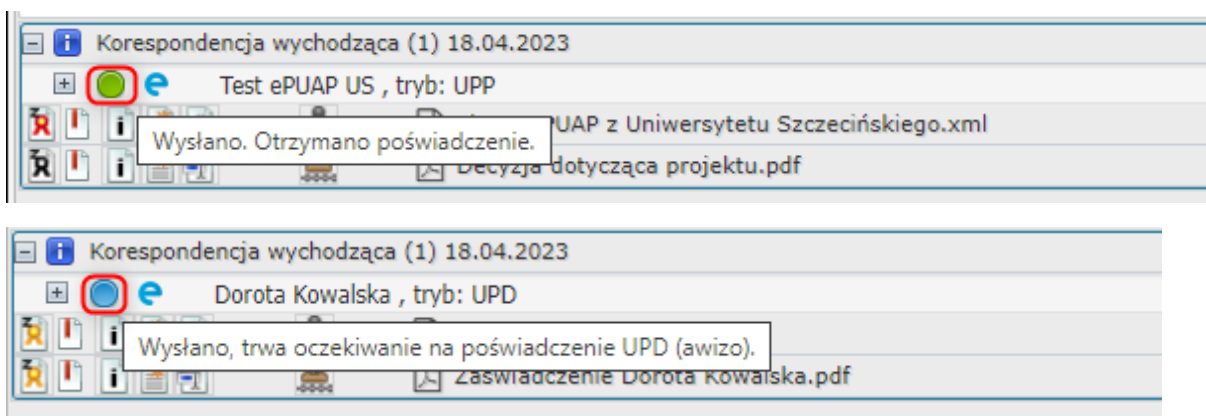 Korespondencja wychodząca (1) 18.04.2023
Test ePUAP US , tryb: UPP
Wysłano. Otrzymano poświadczenie.
UAP z Uniwersytetu Szczecińskiego.xml
Decyzja dotycząca projektu.pdf
Korespondencja wychodząca (1) 18.04.2023
Dorota Kowalska , tryb: UPD
Wysłano, trwa oczekiwanie na poświadczenie UPD (awizo).
Zaświadczenie Dorota Kowalska.pdf